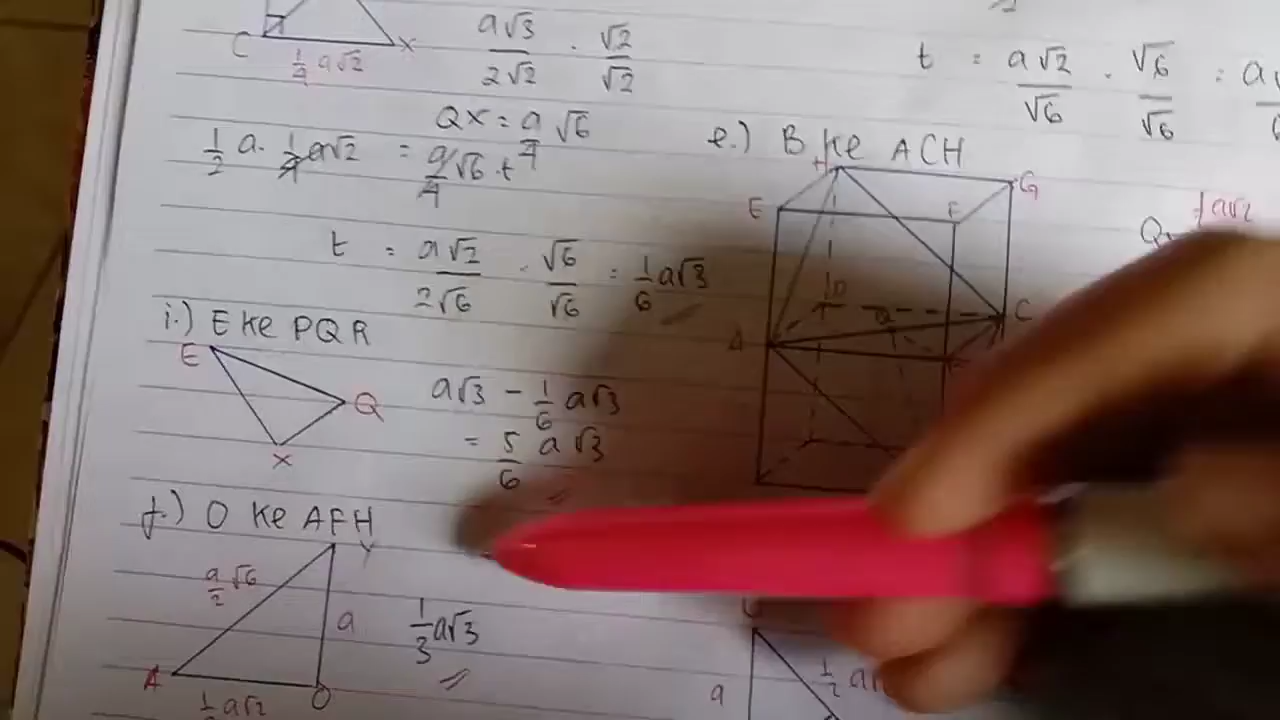 C 1/4 a√2 X
a√3/2√2 . √2/√2
QX = a/4 √6
1/2 a . 1/4 a√2 = a/4 √6 . t
t = a√2/2√6 . √6/√6 = 1/6 a√3
i.) E ke PQR
E
Q
X
a√3 - 1/6 a√3
= 5/6 a√3
j.) O ke AFH
Y
a/2 √6
a
1/3 a√3
A
O
t = a√2/√6 . √6/√6 =
e.) B ke ACH
H
G
E
F
D
C
A
a
1/2